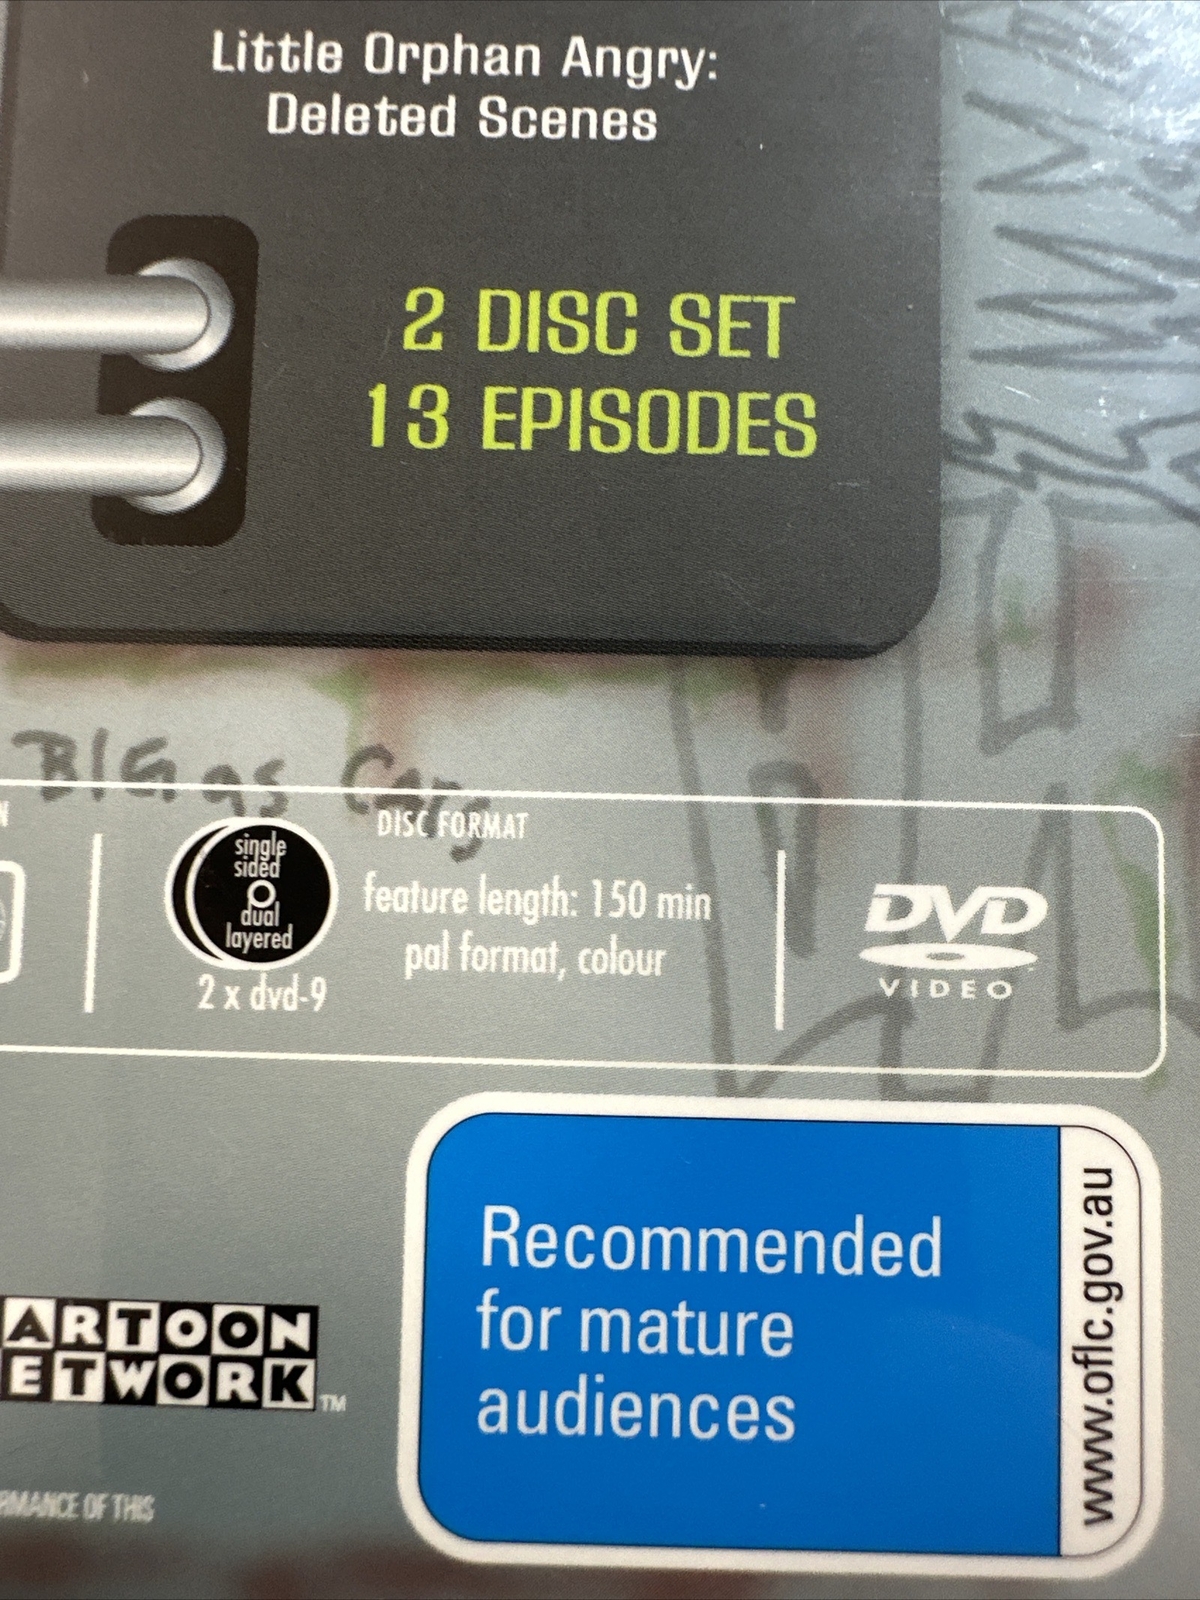 Little Orphan Angry:
Deleted Scenes
2 DISC SET
13 EPISODES
BIG as Cars
DISC FORMAT
single
sided
dual
layered
2 x dvd-9
feature length: 150 min
pal format, colour
DVD
VIDEO
Recommended
for mature
audiences
www.oflc.gov.au
ARTOON
ETWORK TM
RMANCE OF THIS